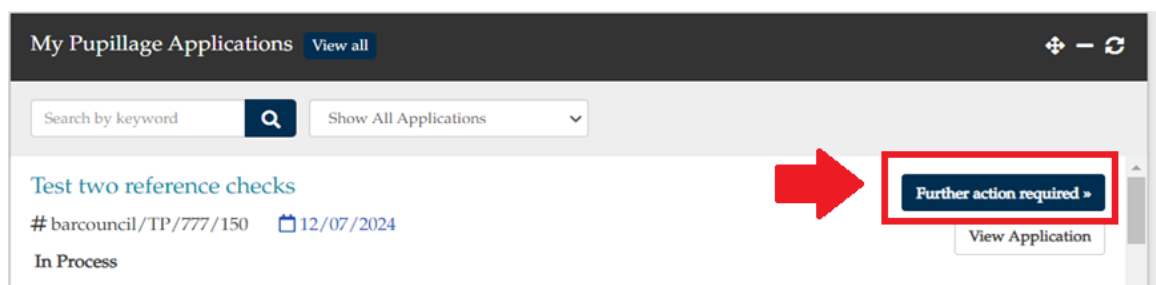 My Pupillage Applications View all
Search by keyword Show All Applications
Test two reference checks
Further action required »
# barcouncil/TP/777/150 12/07/2024
View Application
In Process